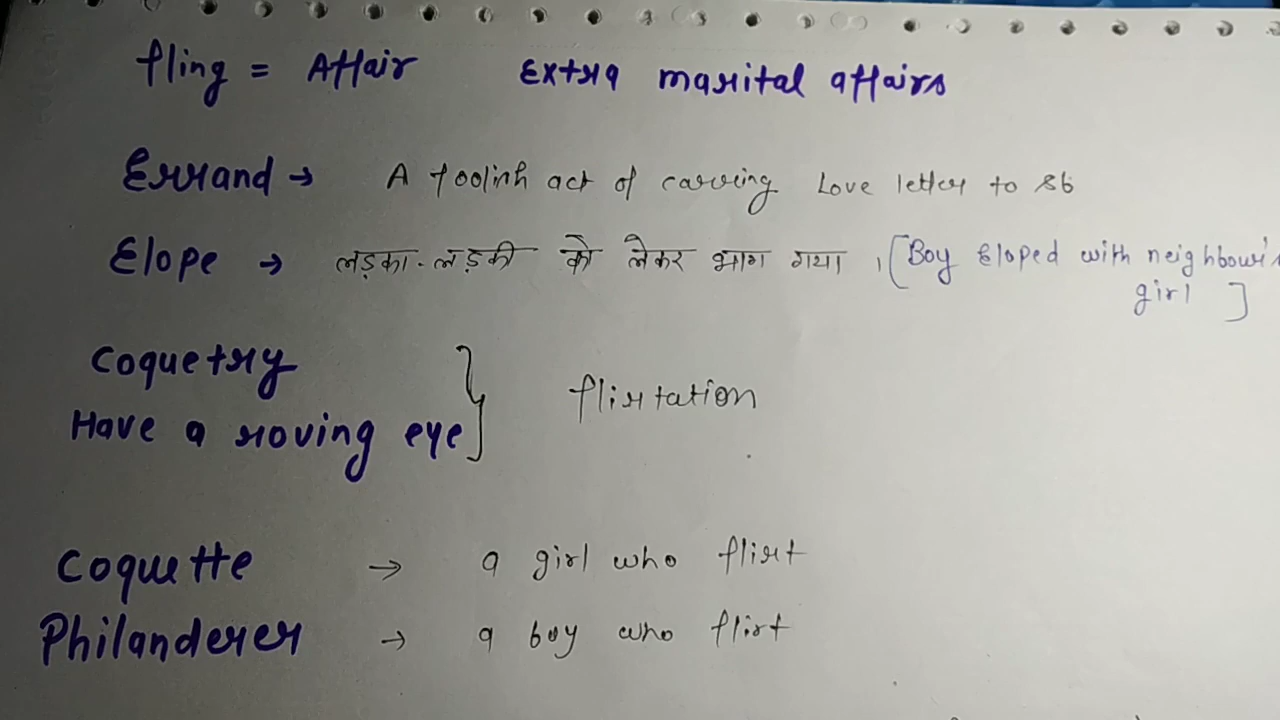 fling = Affair Extra marital affairs
Errand → A foolish act of carrying Love letter to sb
Elope → लड़का-लड़की को लेकर भाग गया । [Boy Eloped with neighbour's
girl ]
Coquetry
Have a roving eye } flirtation
Coquette → a girl who flirt
Philanderer → a boy who flirt